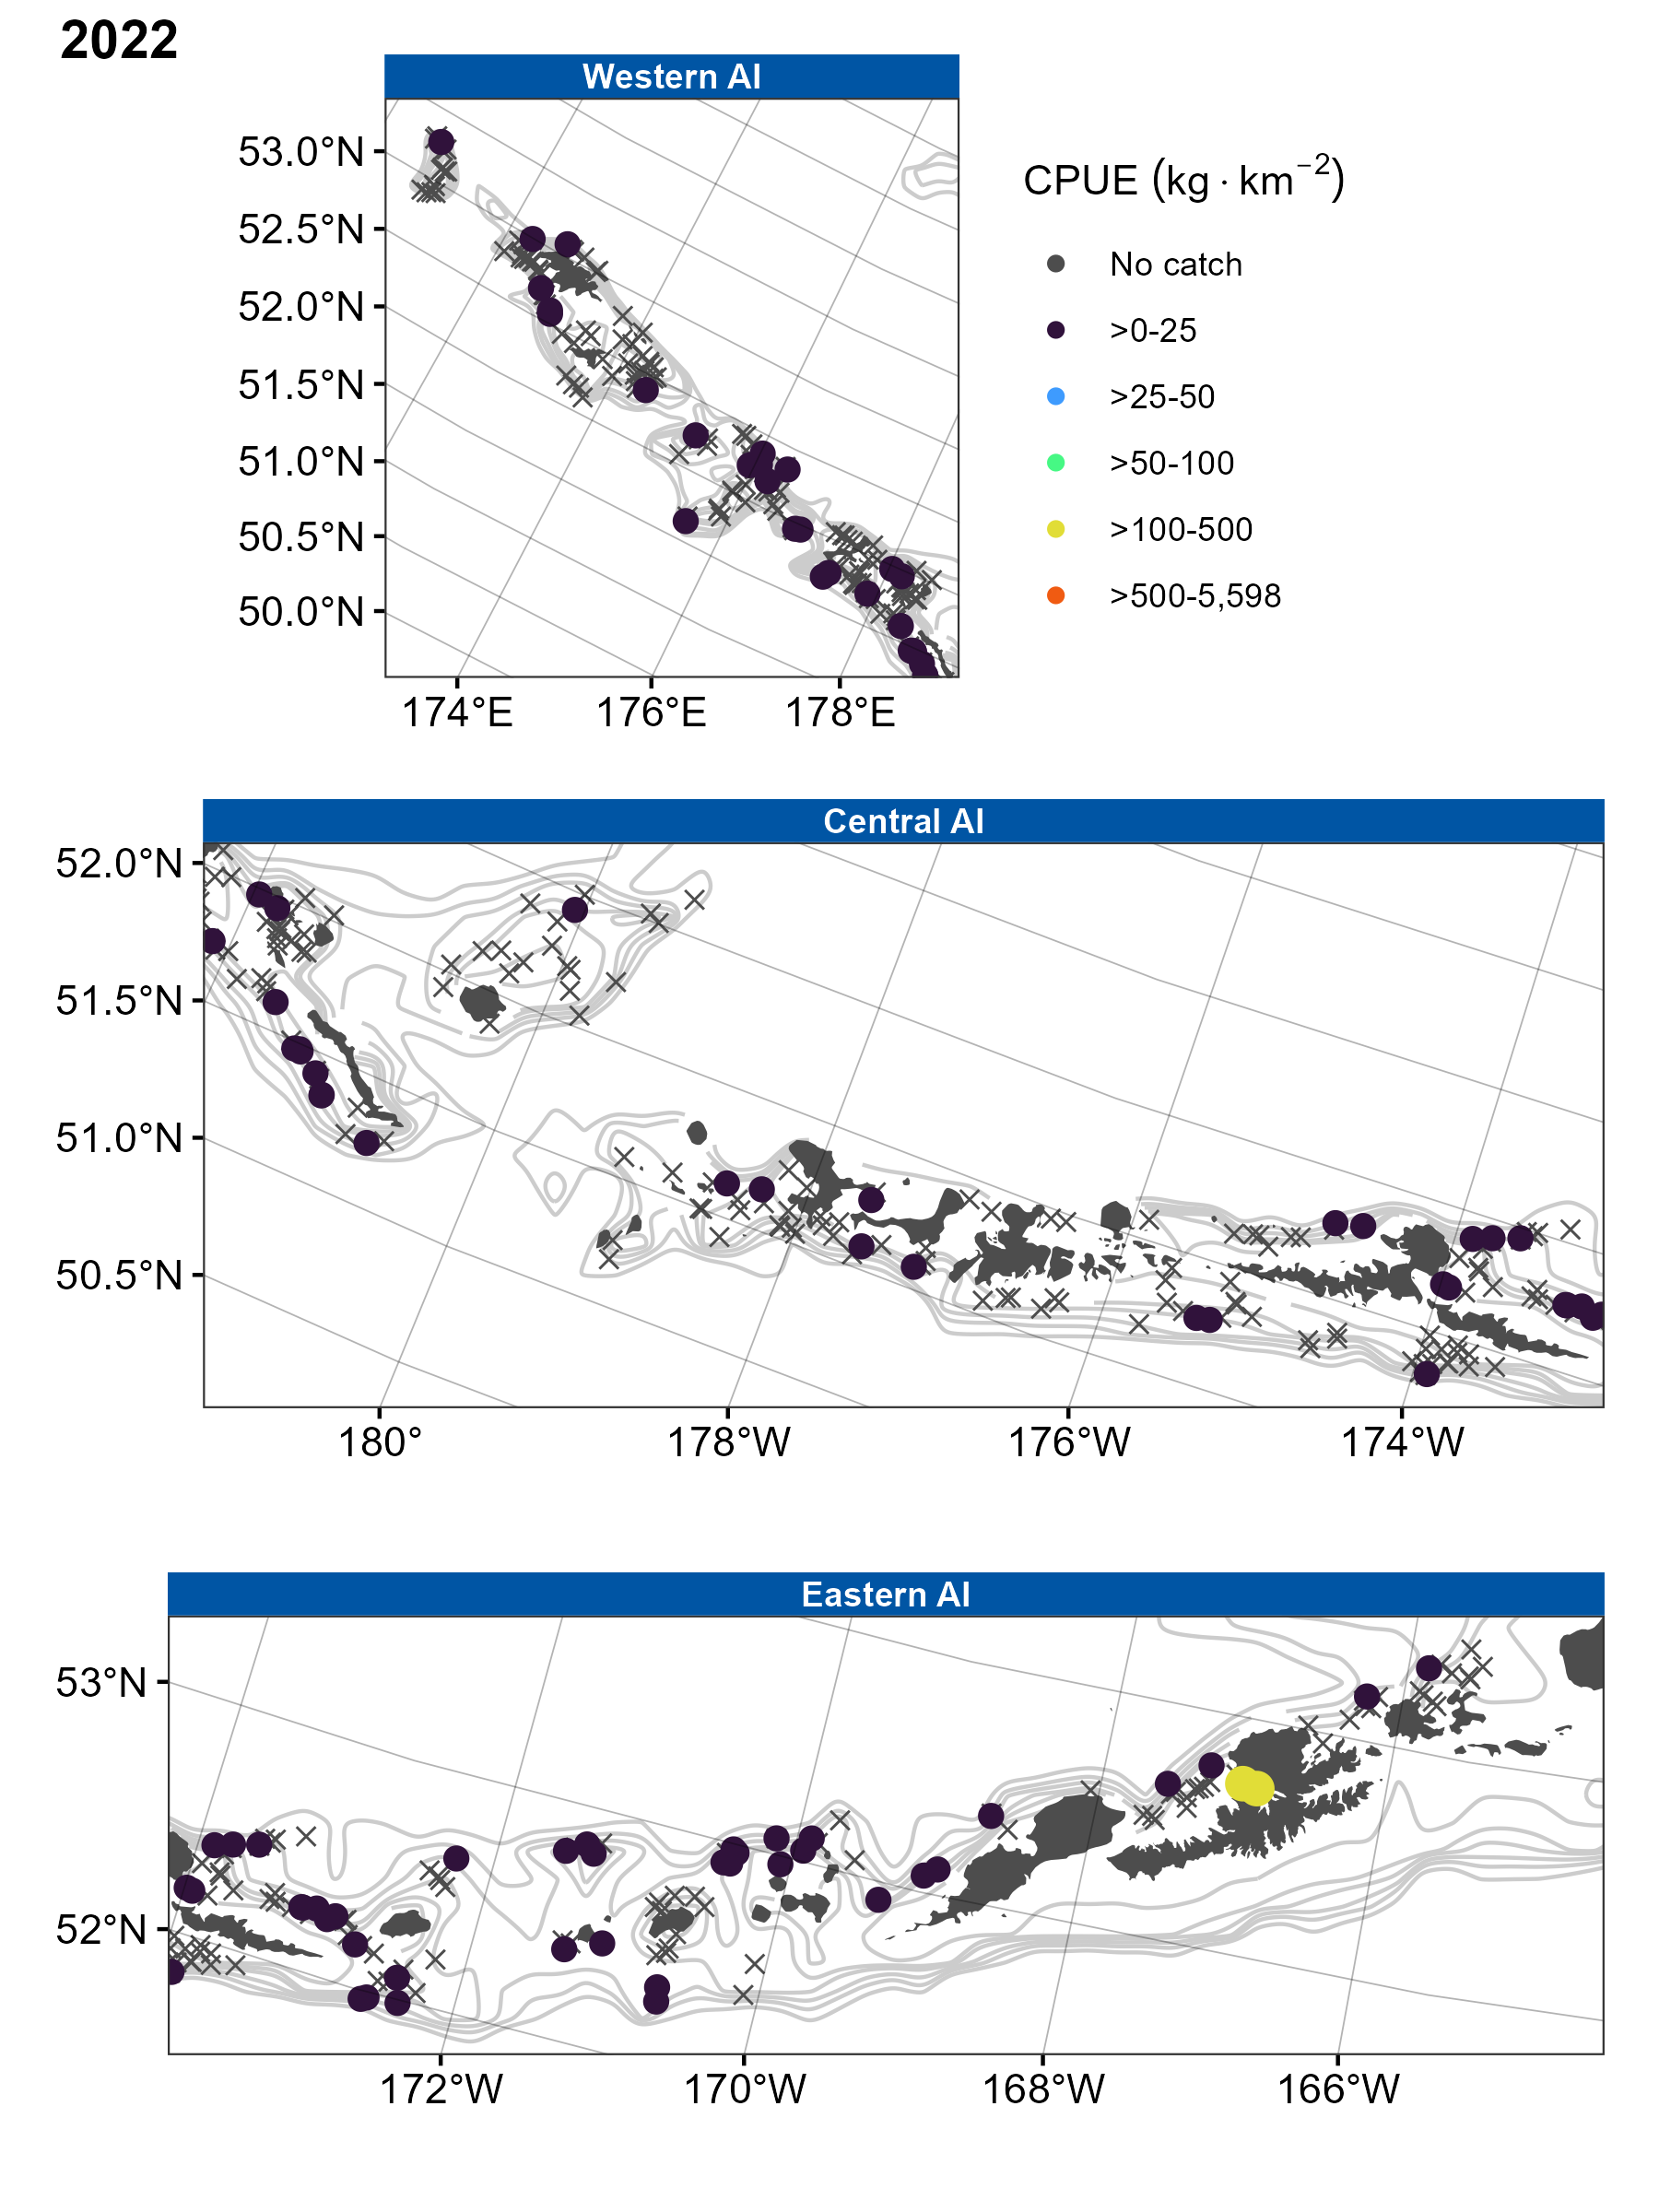 2022
Western AI
53.0°N
52.5°N
52.0°N
51.5°N
51.0°N
50.5°N
50.0°N
174°E 176°E 178°E
CPUE (kg · km⁻²)
No catch
>0-25
>25-50
>50-100
>100-500
>500-5,598
Central AI
52.0°N
51.5°N
51.0°N
50.5°N
180° 178°W 176°W 174°W
Eastern AI
53°N
52°N
172°W 170°W 168°W 166°W